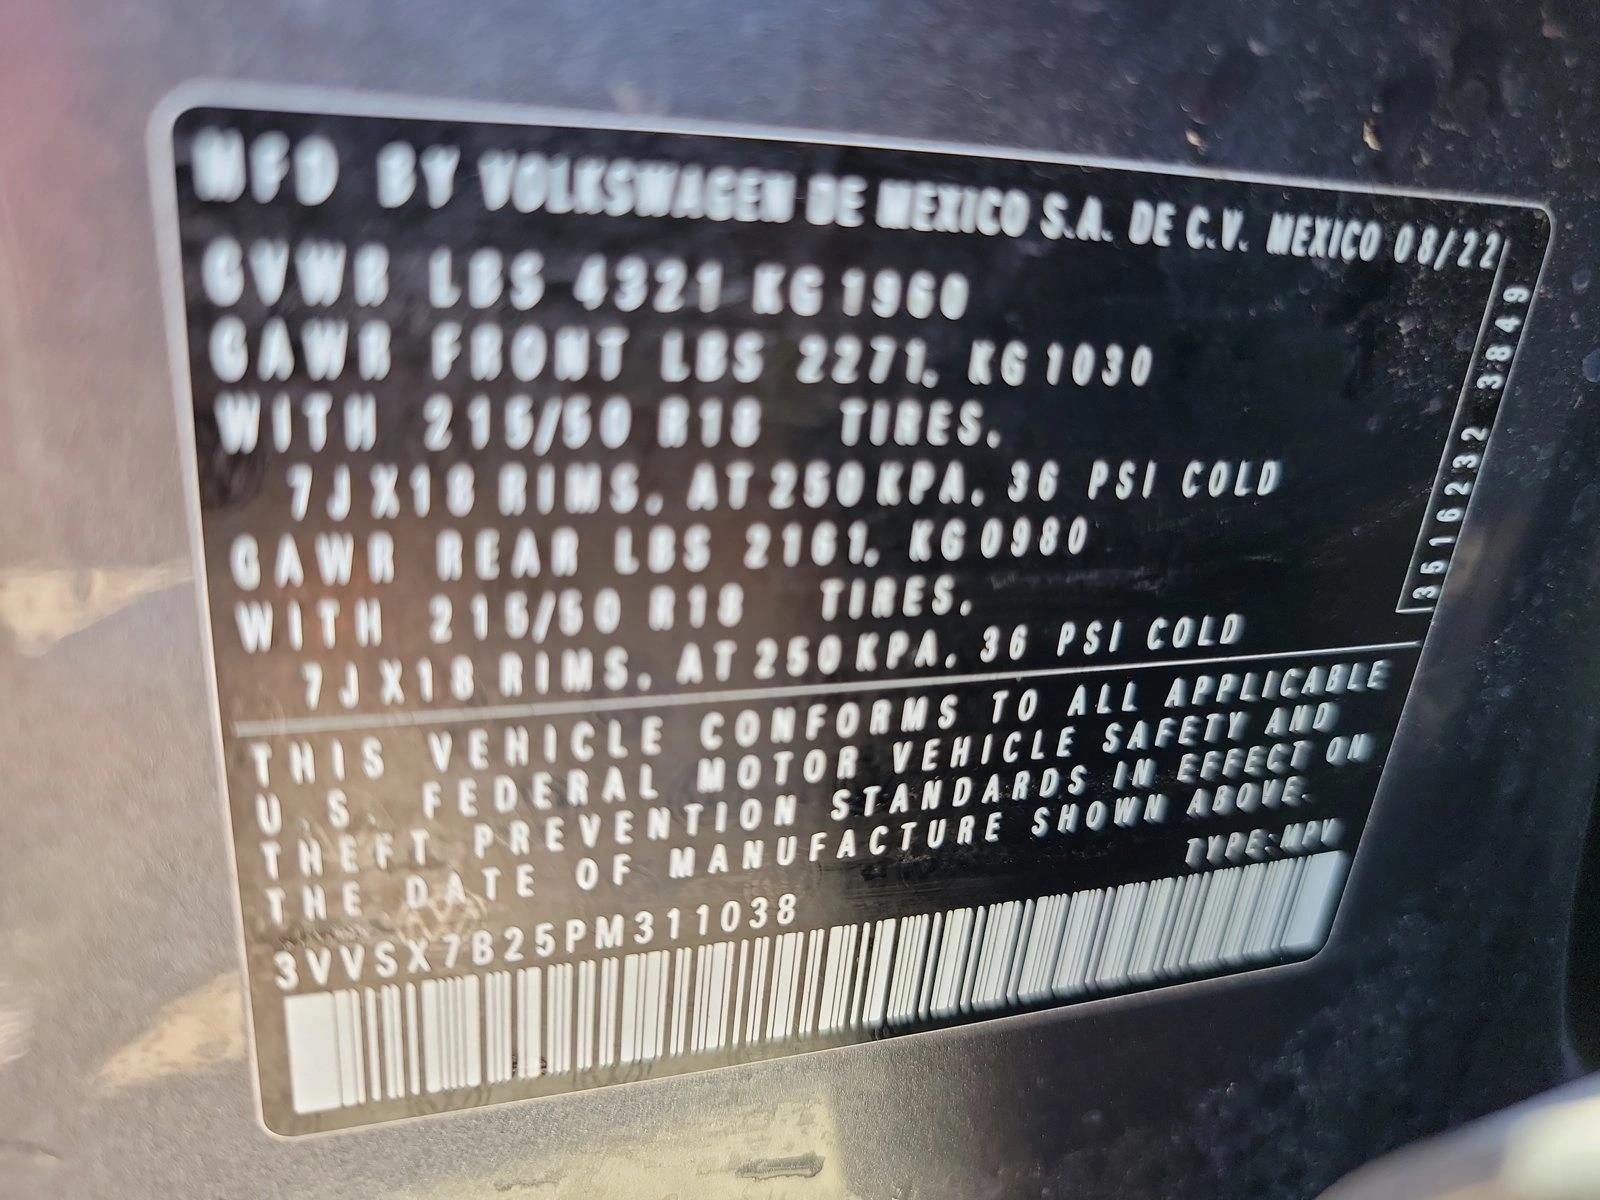 MFD BY VOLKSWAGEN DE MEXICO S.A. DE C.V. MEXICO 08/22
GVWR LBS 4321 KG 1960
GAWR FRONT LBS 2271, KG 1030
WITH 215/50 R18 TIRES,
7JX18 RIMS, AT 250 KPA, 36 PSI COLD
GAWR REAR LBS 2161, KG 0980
WITH 215/50 R18 TIRES,
7JX18 RIMS, AT 250 KPA, 36 PSI COLD
3516232 3849
THIS VEHICLE CONFORMS TO ALL APPLICABLE
U.S. FEDERAL MOTOR VEHICLE SAFETY AND
THEFT PREVENTION STANDARDS IN EFFECT ON
THE DATE OF MANUFACTURE SHOWN ABOVE.
TYPE: MPV
3VVSX7B25PM311038